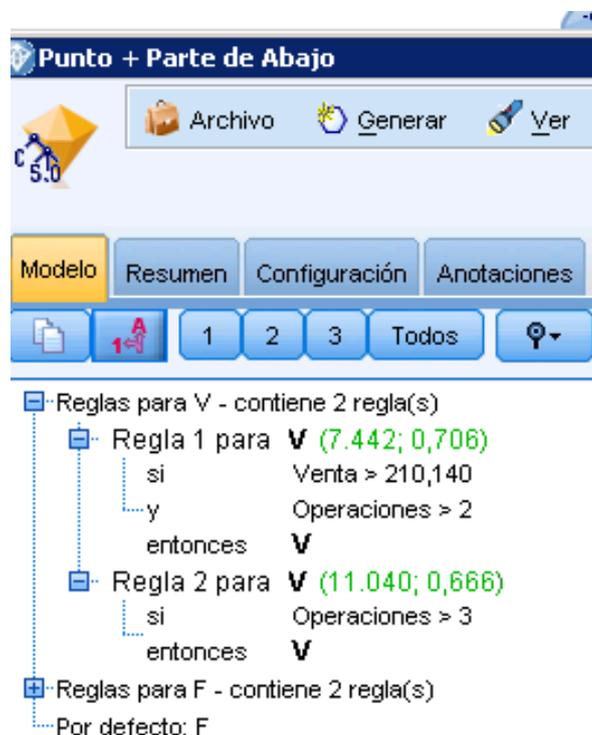 Punto + Parte de Abajo
Archivo Generar Ver
C 5.0
Modelo Resumen Configuración Anotaciones
1 A 1 2 3 Todos
Reglas para V - contiene 2 regla(s)
Regla 1 para V (7.442; 0,706)
si Venta > 210,140
y Operaciones > 2
entonces V
Regla 2 para V (11.040; 0,666)
si Operaciones > 3
entonces V
Reglas para F - contiene 2 regla(s)
Por defecto: F